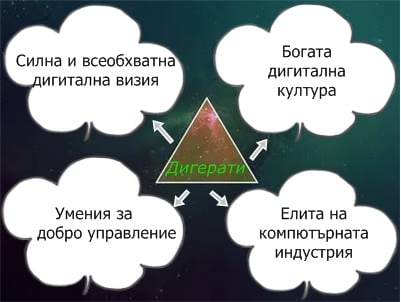 Силна и всеобхватна
дигитална визия
Богата
дигитална
култура
Дигерати
Умения за
добро управление
Елита на
компютърната
индустрия